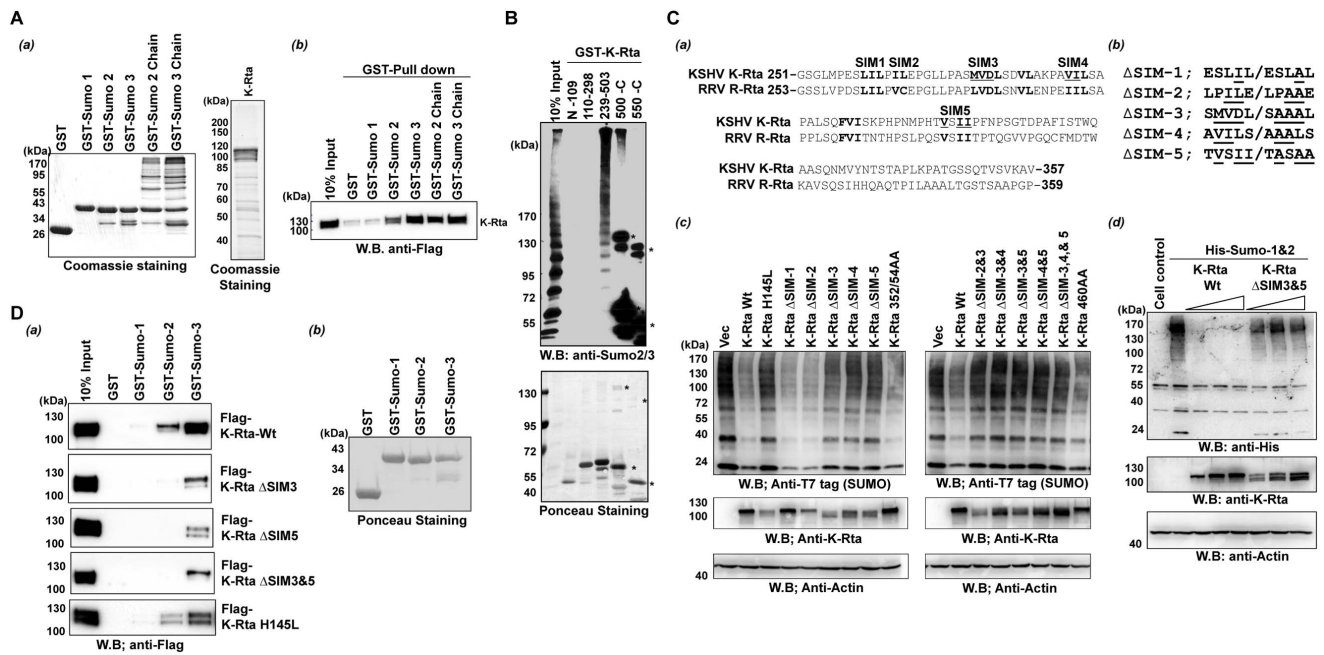 A
(a)
GST
GST-Sumo 1
GST-Sumo 2
GST-Sumo 3
GST-Sumo 2 Chain
GST-Sumo 3 Chain
(kDa)
170
95
55
43
34
26
Coomassie staining
K-Rta
(kDa)
200
150
120
100
85
70
60
50
40
Coomassie
Staining
(b)
GST-Pull down
10% Input
GST
GST-Sumo 1
GST-Sumo 2
GST-Sumo 3
GST-Sumo 2 Chain
GST-Sumo 3 Chain
(kDa)
130
100
K-Rta
W.B. anti-Flag
B
GST-K-Rta
10% Input
N -109
110-298
239-503
500 -C
550 -C
(kDa)
170
130
95
72
55
*
*
*
W.B: anti-Sumo2/3
130
95
72
55
40
*
*
*
*
Ponceau Staining
C
(a)
SIM1 SIM2 SIM3 SIM4
KSHV K-Rta 251-GSGLMPESLILPILEPGLLPASMVDLSDVLAKPAVILSA
RRV R-Rta 253-GSSVLPDSLILPVCEPGLLPAPLVDLSNVLENPEIILSA
SIM5
KSHV K-Rta PALSQFVISKPHPNMPHTVSIIPFNPSGTDPAFISTWQ
RRV R-Rta PPLSQFVITNTHPSLPQSVSIITPTQGVVPGQCFMDTW
KSHV K-Rta AASQNMVYNTSTAPLKPATGSSQTVSVKAV-357
RRV R-Rta KAVSQSIHHQAQTPILAAALTGSTSAAPGP-359
(b)
ΔSIM-1; ESLIL/ESLAL
ΔSIM-2; LPILE/LPAAE
ΔSIM-3; SMVDL/SAAAL
ΔSIM-4; AVILS/AAALS
ΔSIM-5; TVSII/TASAA
(c)
Vec
K-Rta Wt
K-Rta H145L
K-Rta ΔSIM-1
K-Rta ΔSIM-2
K-Rta ΔSIM-3
K-Rta ΔSIM-4
K-Rta ΔSIM-5
K-Rta 352/54AA
(kDa)
170
130
100
72
55
40
24
W.B; Anti-T7 tag (SUMO)
130
100
W.B; Anti-K-Rta
40
W.B; Anti-Actin
Vec
K-Rta Wt
K-Rta ΔSIM-2&3
K-Rta ΔSIM-3&4
K-Rta ΔSIM-3&5
K-Rta ΔSIM-4&5
K-Rta ΔSIM-3,4,& 5
K-Rta 460AA
W.B; Anti-T7 tag (SUMO)
W.B; Anti-K-Rta
W.B; Anti-Actin
(d)
His-Sumo-1&2
Cell control
K-Rta
Wt
K-Rta
ΔSIM3&5
(kDa)
170
130
100
72
55
40
24
W.B: anti-His
130
100
W.B: anti-K-Rta
40
W.B: anti-Actin
D
(a)
10% Input
GST
GST-Sumo-1
GST-Sumo-2
GST-Sumo-3
(kDa)
130
100
Flag-
K-Rta-Wt
130
100
Flag-
K-Rta ΔSIM3
130
100
Flag-
K-Rta ΔSIM5
130
100
Flag-
K-Rta ΔSIM3&5
130
100
Flag-
K-Rta H145L
W.B; anti-Flag
(b)
GST
GST-Sumo-1
GST-Sumo-2
GST-Sumo-3
(kDa)
43
34
26
Ponceau Staining